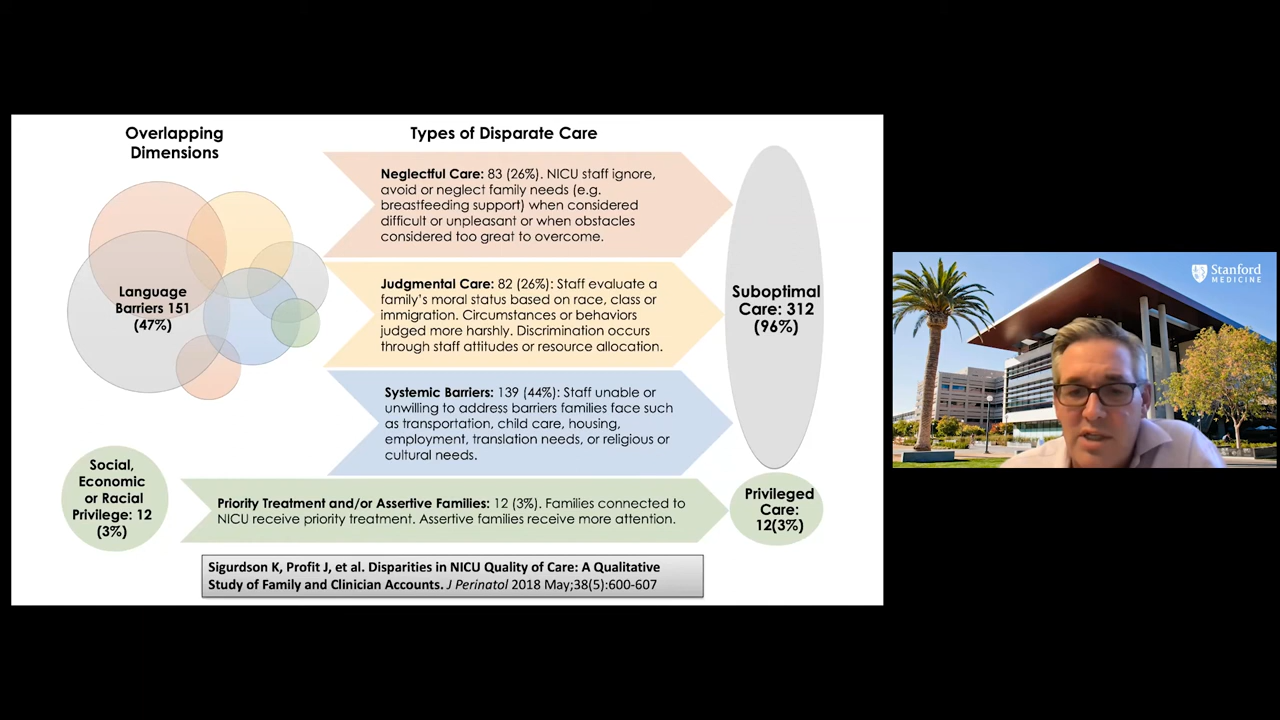 Overlapping
Dimensions
Types of Disparate Care
Language
Barriers 151
(47%)
Neglectful Care: 83 (26%). NICU staff ignore,
avoid or neglect family needs (e.g.
breastfeeding support) when considered
difficult or unpleasant or when obstacles
considered too great to overcome.
Judgmental Care: 82 (26%): Staff evaluate a
family's moral status based on race, class or
immigration. Circumstances or behaviors
judged more harshly. Discrimination occurs
through staff attitudes or resource allocation.
Systemic Barriers: 139 (44%): Staff unable or
unwilling to address barriers families face such
as transportation, child care, housing,
employment, translation needs, or religious or
cultural needs.
Suboptimal
Care: 312
(96%)
Social,
Economic
or Racial
Privilege: 12
(3%)
Priority Treatment and/or Assertive Families: 12 (3%). Families connected to
NICU receive priority treatment. Assertive families receive more attention.
Privileged
Care:
12(3%)
Sigurdson K, Profit J, et al. Disparities in NICU Quality of Care: A Qualitative
Study of Family and Clinician Accounts. J Perinatol 2018 May;38(5):600-607
Stanford
MEDICINE